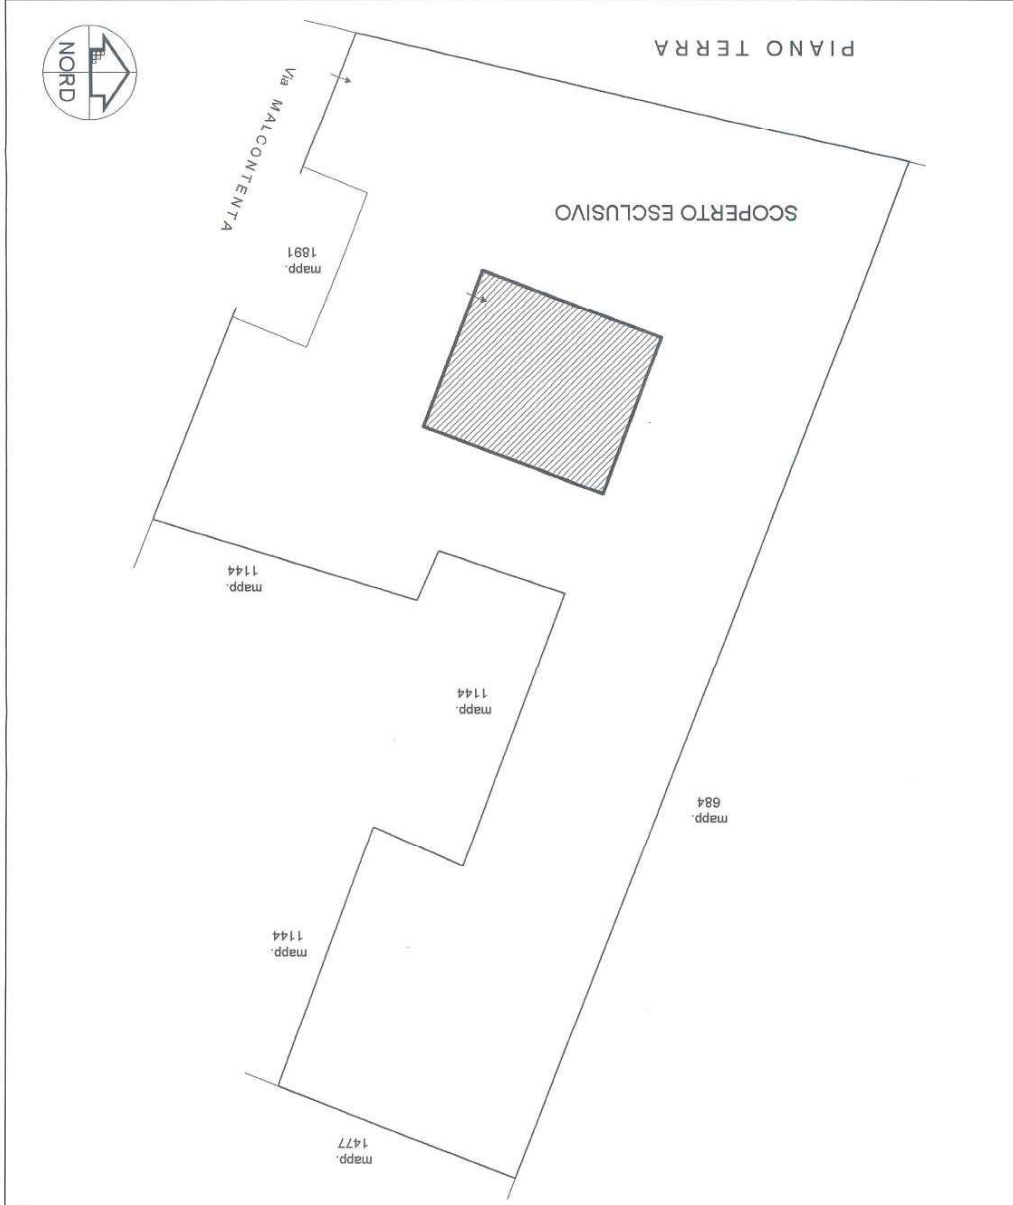 mapp.
1477
mapp.
1144
mapp.
684
mapp.
1144
mapp.
1144
mapp.
1891
SCOPERTO ESCLUSIVO
Via MALCONTENTA
PIANO TERRA
NORD